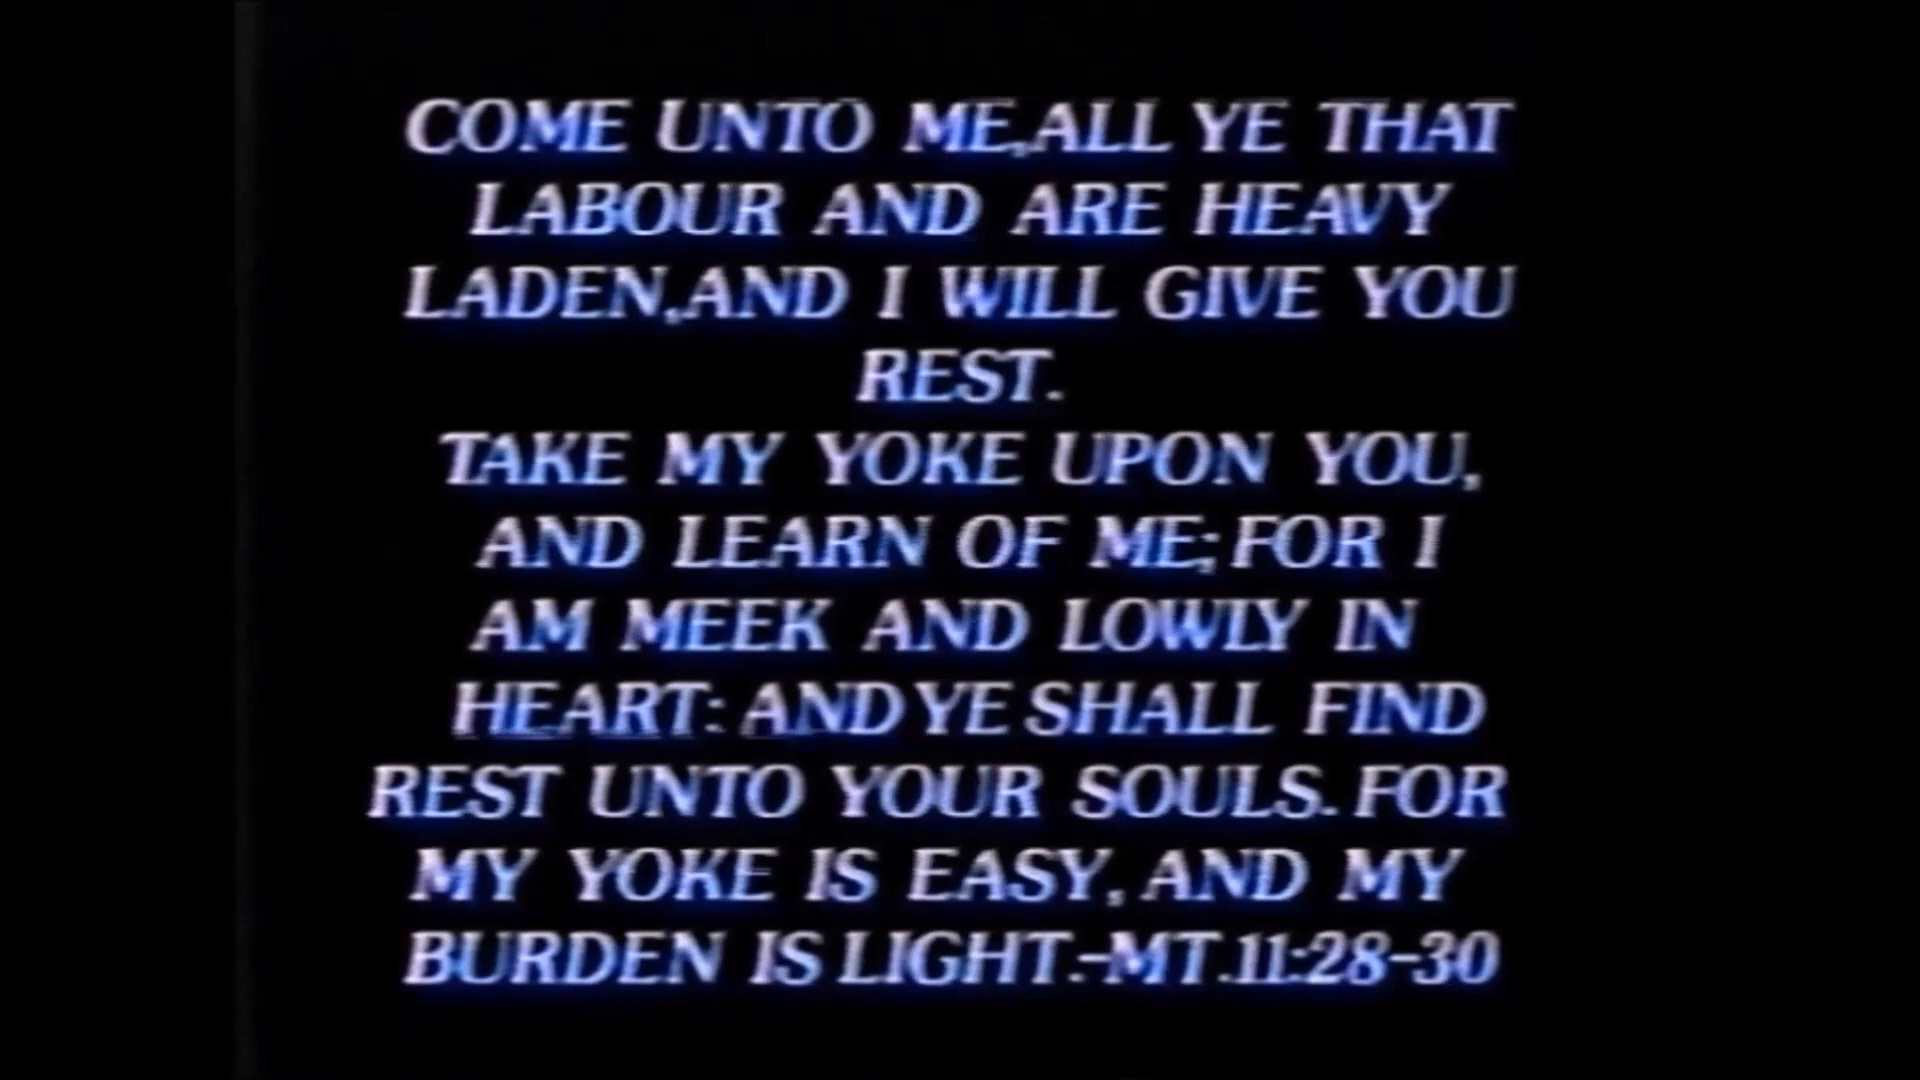 COME UNTO ME,ALL YE THAT
LABOUR AND ARE HEAVY
LADEN,AND I WILL GIVE YOU
REST.
TAKE MY YOKE UPON YOU,
AND LEARN OF ME; FOR I
AM MEEK AND LOWLY IN
HEART: AND YE SHALL FIND
REST UNTO YOUR SOULS. FOR
MY YOKE IS EASY, AND MY
BURDEN IS LIGHT.-MT.11:28-30